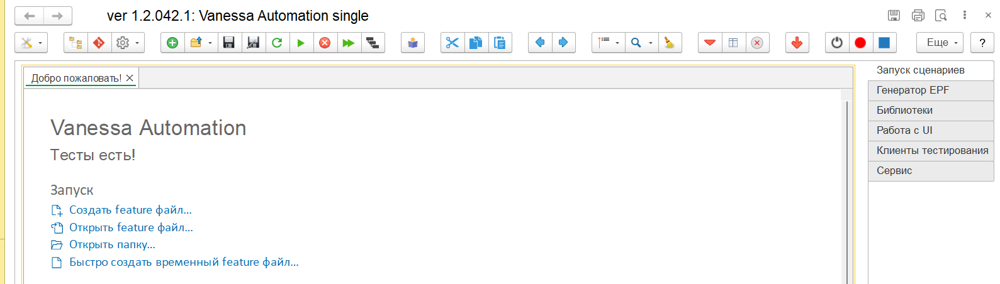 ver 1.2.042.1: Vanessa Automation single
Еще
?
Добро пожаловать!
Vanessa Automation
Тесты есть!
Запуск
Создать feature файл...
Открыть feature файл...
Открыть папку...
Быстро создать временный feature файл...
Запуск сценариев
Генератор EPF
Библиотеки
Работа с UI
Клиенты тестирования
Сервис